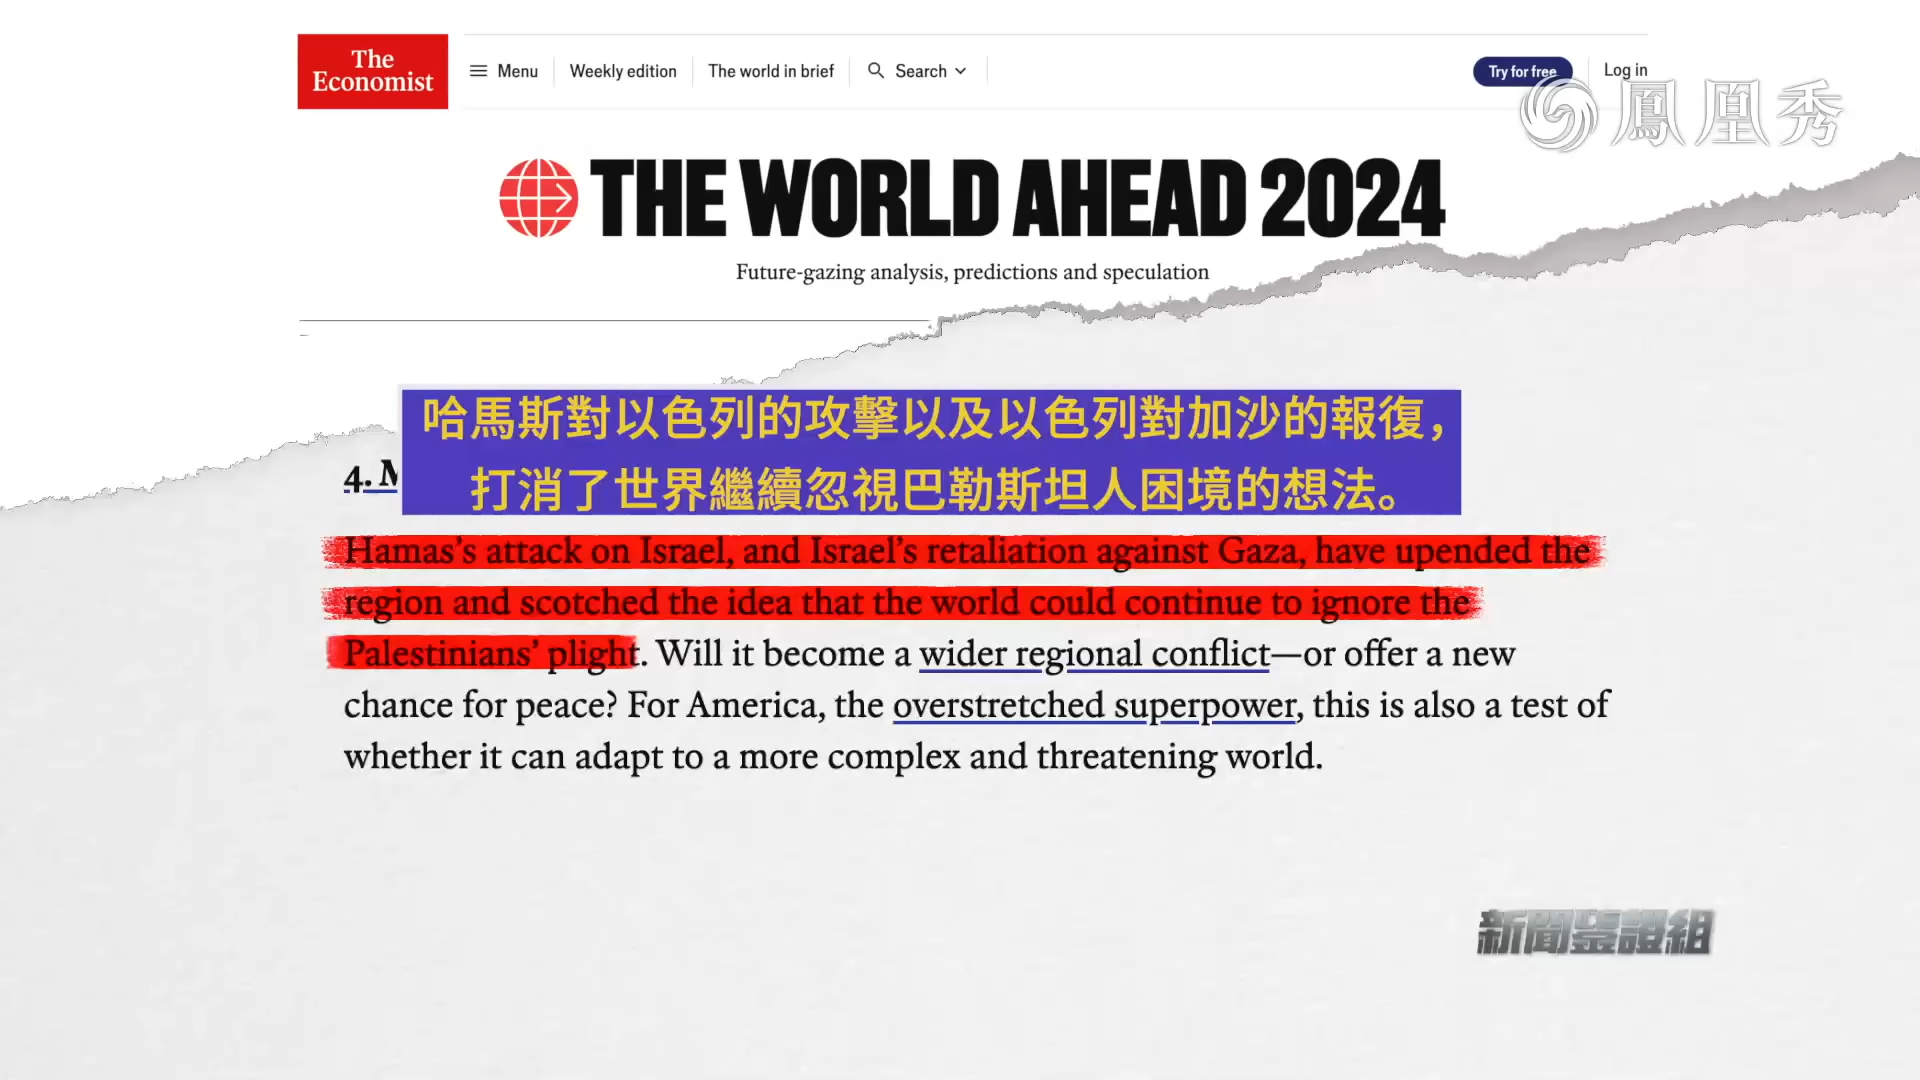 The
Economist
Menu
Weekly edition
The world in brief
Search
Try for free
Log in
鳳凰秀
THE WORLD AHEAD 2024
Future-gazing analysis, predictions and speculation
哈馬斯對以色列的攻擊以及以色列對加沙的報復，
打消了世界繼續忽視巴勒斯坦人困境的想法。
4. M
Hamas’s attack on Israel, and Israel’s retaliation against Gaza, have upended the
region and scotched the idea that the world could continue to ignore the
Palestinians’ plight. Will it become a wider regional conflict—or offer a new
chance for peace? For America, the overstretched superpower, this is also a test of
whether it can adapt to a more complex and threatening world.
新聞鑒證組